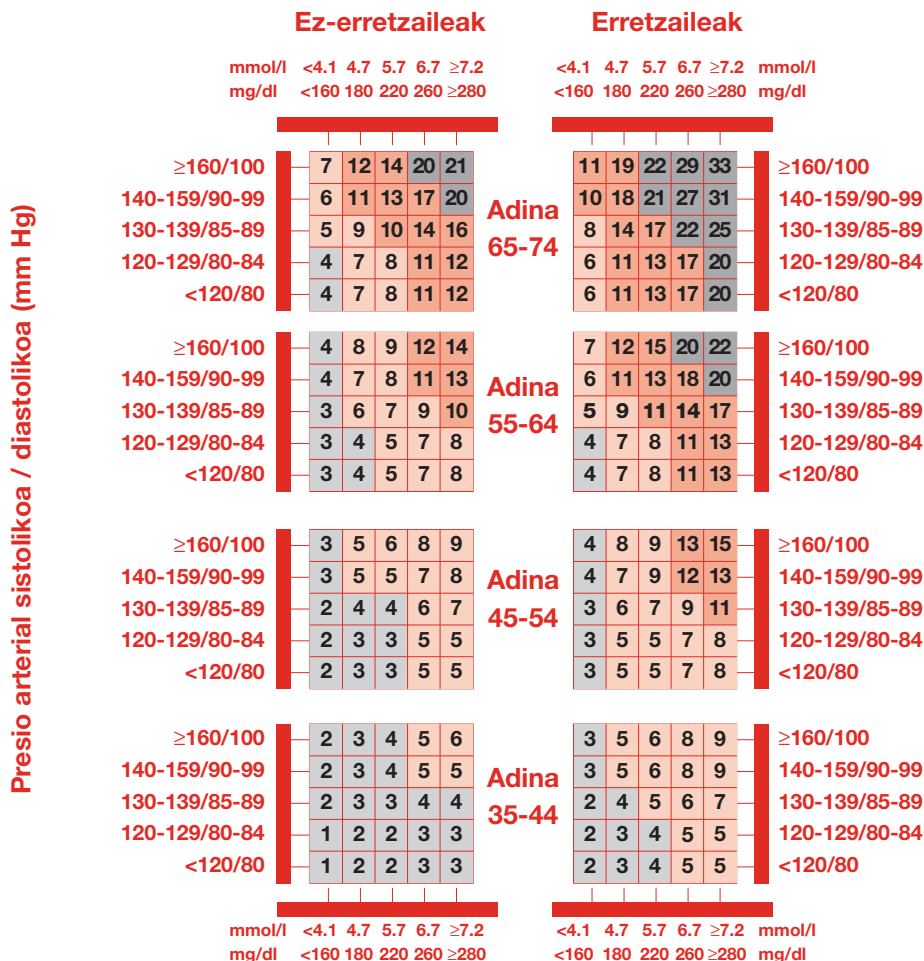 Ez-erretzaileak Erretzaileak
mmol/l <4.1 4.7 5.7 6.7 ≥7.2 <4.1 4.7 5.7 6.7 ≥7.2 mmol/l
mg/dl <160 180 220 260 ≥280 <160 180 220 260 ≥280 mg/dl
Presio arterial sistolikoa / diastolikoa (mm Hg)
≥160/100 7 12 14 20 21 11 19 22 29 33 ≥160/100
140-159/90-99 6 11 13 17 20 Adina 10 18 21 27 31 140-159/90-99
130-139/85-89 5 9 10 14 16 65-74 8 14 17 22 25 130-139/85-89
120-129/80-84 4 7 8 11 12 6 11 13 17 20 120-129/80-84
<120/80 4 7 8 11 12 6 11 13 17 20 <120/80
≥160/100 4 8 9 12 14 7 12 15 20 22 ≥160/100
140-159/90-99 4 7 8 11 13 Adina 6 11 13 18 20 140-159/90-99
130-139/85-89 3 6 7 9 10 55-64 5 9 11 14 17 130-139/85-89
120-129/80-84 3 4 5 7 8 4 7 8 11 13 120-129/80-84
<120/80 3 4 5 7 8 4 7 8 11 13 <120/80
≥160/100 3 5 6 8 9 4 8 9 13 15 ≥160/100
140-159/90-99 3 5 5 7 8 Adina 4 7 9 12 13 140-159/90-99
130-139/85-89 2 4 4 6 7 45-54 3 6 7 9 11 130-139/85-89
120-129/80-84 2 3 3 5 5 3 5 5 7 8 120-129/80-84
<120/80 2 3 3 5 5 3 5 5 7 8 <120/80
≥160/100 2 3 4 5 6 3 5 6 8 9 ≥160/100
140-159/90-99 2 3 4 5 5 Adina 3 5 6 8 9 140-159/90-99
130-139/85-89 2 3 3 4 4 35-44 2 4 5 6 7 130-139/85-89
120-129/80-84 1 2 2 3 3 2 3 4 5 5 120-129/80-84
<120/80 1 2 2 3 3 2 3 4 5 5 <120/80
mmol/l <4.1 4.7 5.7 6.7 ≥7.2 <4.1 4.7 5.7 6.7 ≥7.2 mmol/l
mg/dl <160 180 220 260 ≥280 <160 180 220 260 ≥280 mg/dl